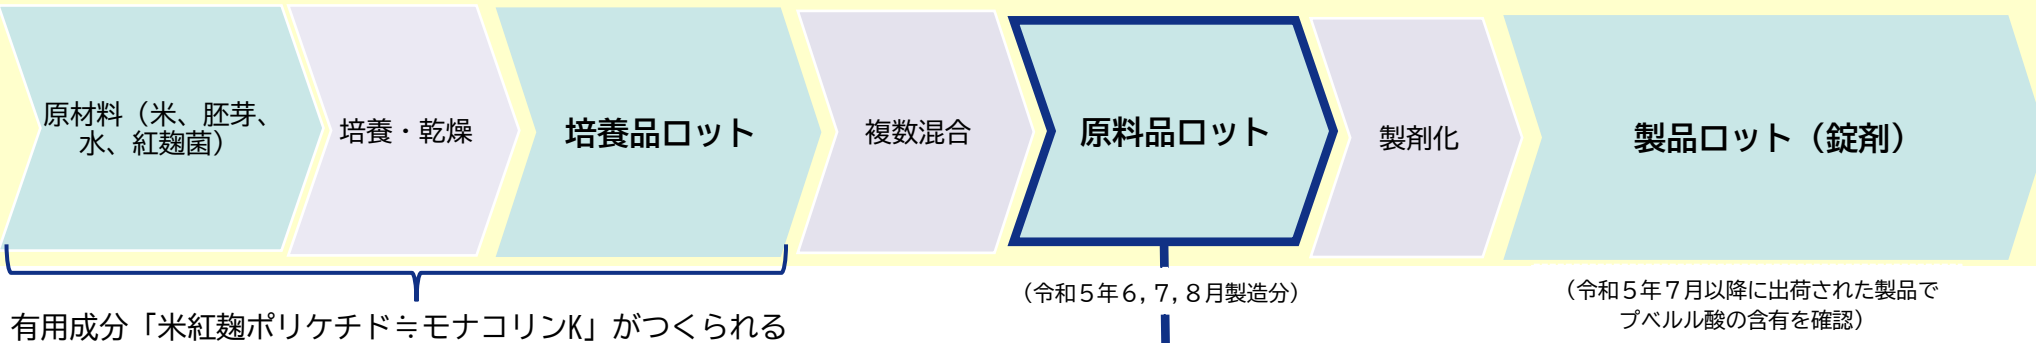 原材料（米、胚芽、
水、紅麹菌）
培養・乾燥
培養品ロット
複数混合
原料品ロット
製剤化
製品ロット（錠剤）
有用成分「米紅麹ポリケチド≒モナコリンK」がつくられる
（令和５年６,７,８月製造分）
（令和５年７月以降に出荷された製品で
プベルル酸の含有を確認）